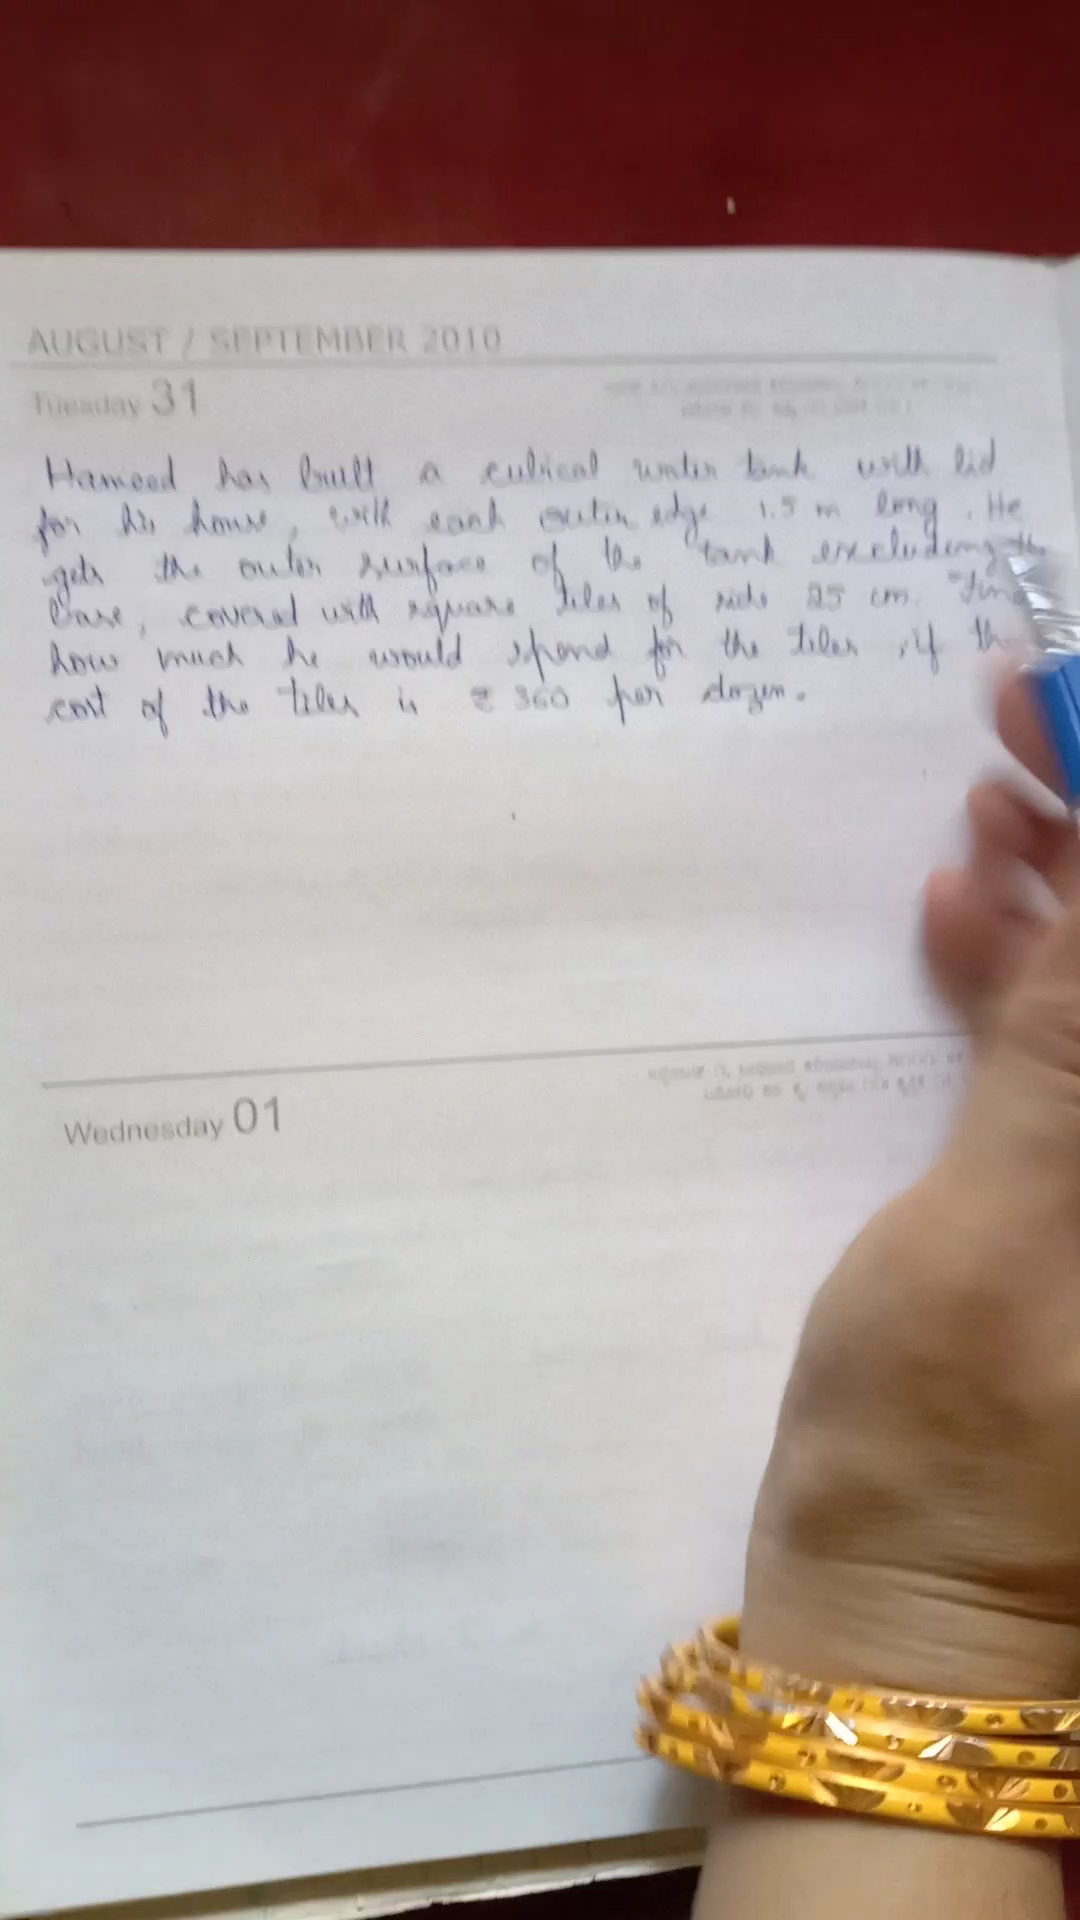 AUGUST / SEPTEMBER 2010
Tuesday 31
Hameed has built a cubical water tank with lid
for his house, with each outer edge 1.5 m long. He
gets the outer surface of the tank excluding the
base, covered with square tiles of side 25 cm. Find
how much he would spend for the tiles, if the
cost of the tiles is ₹ 360 per dozen.
Wednesday 01